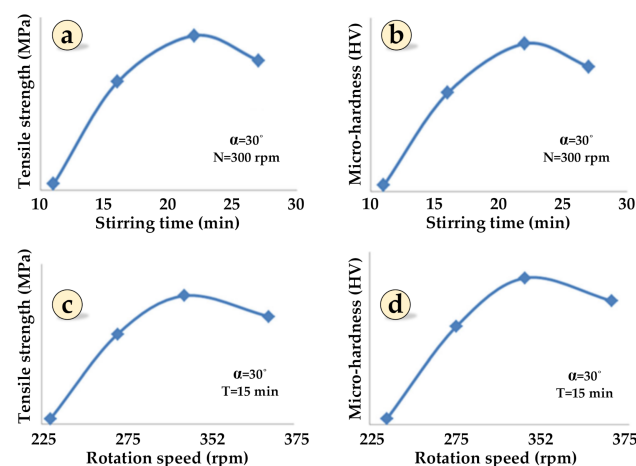 a
Tensile strength (MPa)
α=30°
N=300 rpm
10 15 20 25 30
Stirring time (min)
b
Micro-hardness (HV)
α=30°
N=300 rpm
10 15 20 25 30
Stirring time (min)
c
Tensile strength (MPa)
α=30°
T=15 min
225 275 352 375
Rotation speed (rpm)
d
Micro-hardness (HV)
α=30°
T=15 min
225 275 352 375
Rotation speed (rpm)